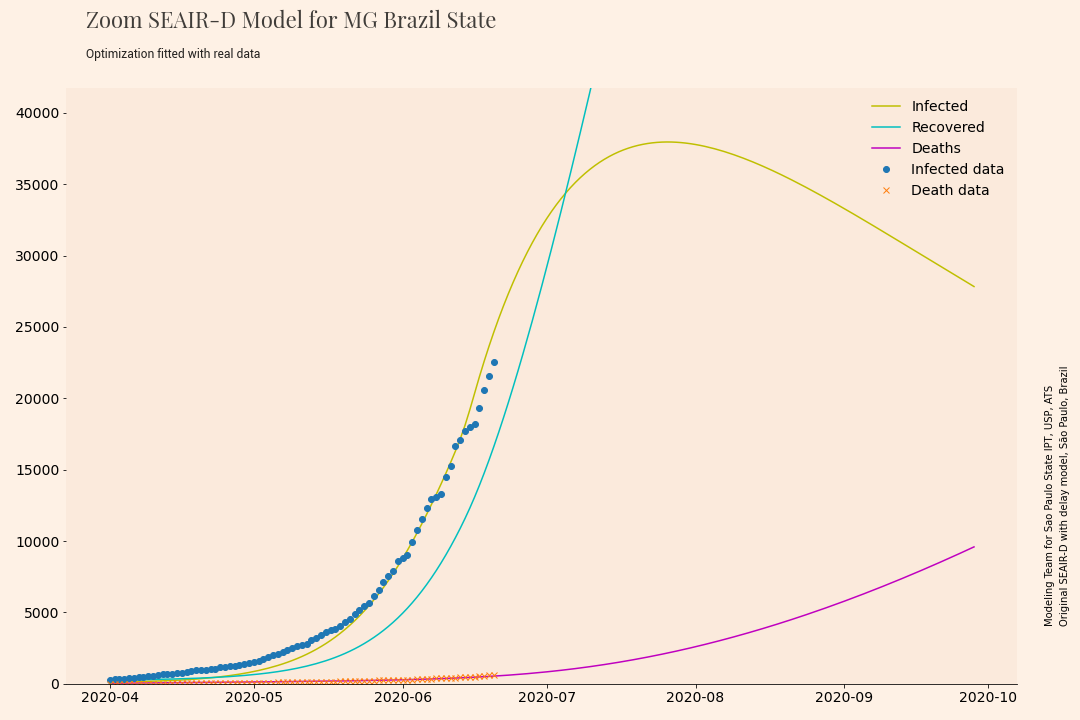 Zoom SEAIR-D Model for MG Brazil State
Optimization fitted with real data
40000
35000
30000
25000
20000
15000
10000
5000
0
2020-04
2020-05
2020-06
2020-07
2020-08
2020-09
2020-10
Infected
Recovered
Deaths
Infected data
Death data
Modeling Team for Sao Paulo State IPT, USP, ATS
Original SEAIR-D with delay model, São Paulo, Brazil